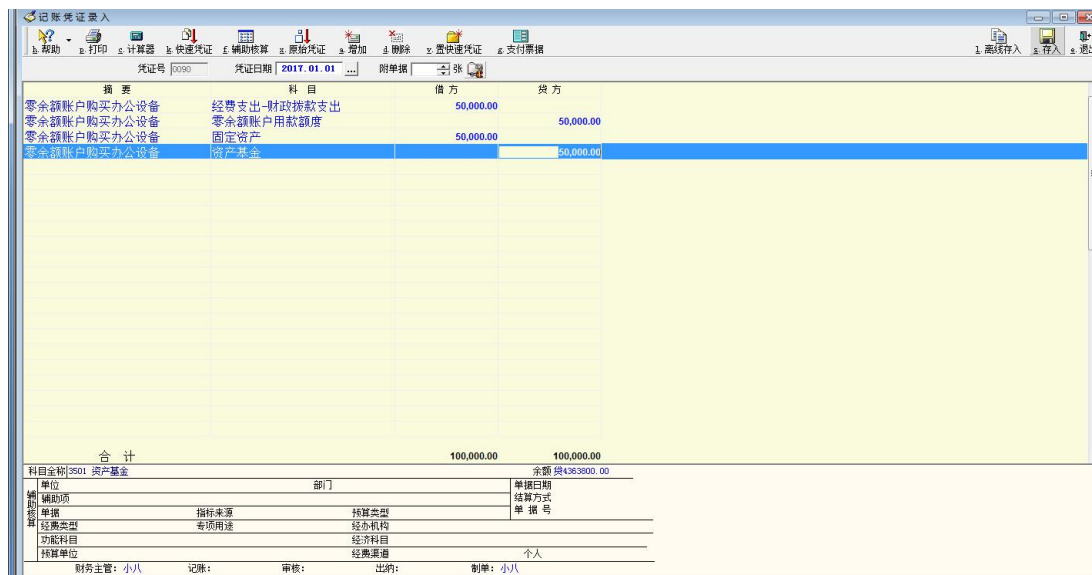 记账凭证录入
h.帮助 p.打印 c.计算器 k.快速凭证 f.辅助核算 x.原始凭证 a.增加 d.删除 v.置快速凭证 g.支付票据 l.离线存入 s.存入
凭证号 0090 凭证日期 2017.01.01 ... 附单据 张
摘 要 科 目 借 方 贷 方
零余额账户购买办公设备 经费支出-财政拨款支出 50,000.00
零余额账户购买办公设备 零余额账户用款额度 50,000.00
零余额账户购买办公设备 固定资产 50,000.00
零余额账户购买办公设备 资产基金 50,000.00
合 计 100,000.00 100,000.00
科目全称 3501 资产基金 余额 贷4363800.00
辅助核算
单位 部门 单据日期
辅助项 结算方式
单据 指标来源 预算类型 单 据 号
经费类型 专项用途 经办机构
功能科目 经济科目
预算单位 经费渠道 个人
财务主管: 小八 记账: 审核: 出纳: 制单: 小八